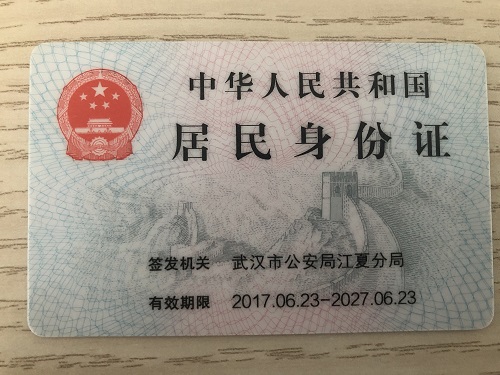 中华人民共和国
居民身份证
签发机关 武汉市公安局江夏分局
有效期限 2017.06.23-2027.06.23